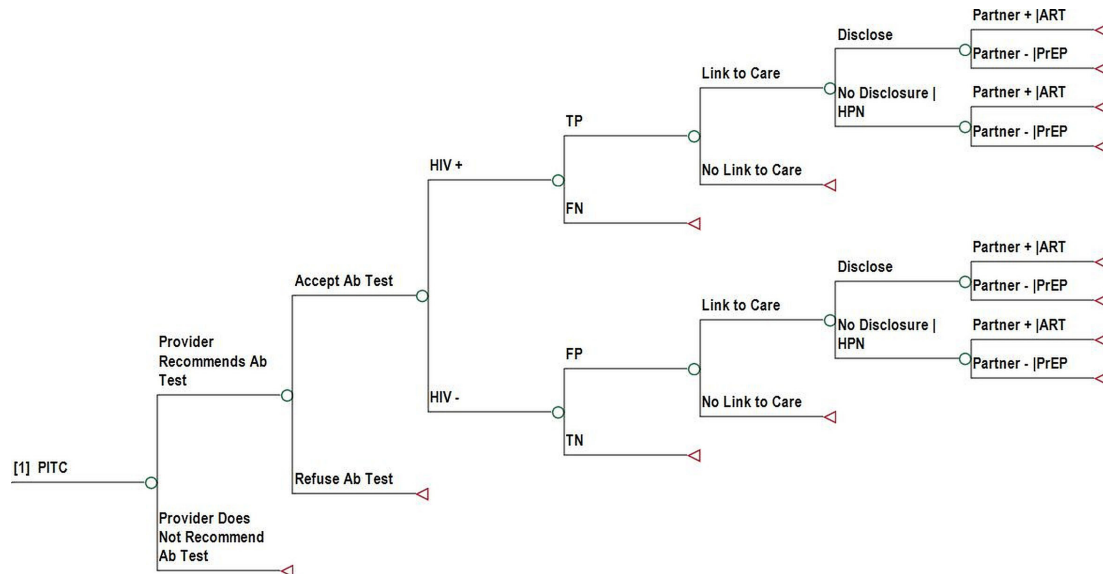 Partner + |ART
Disclose
Partner - |PrEP
Link to Care
No Disclosure |
HPN
Partner + |ART
Partner - |PrEP
TP
HIV +
No Link to Care
FN
Partner + |ART
Disclose
Partner - |PrEP
Accept Ab Test
Link to Care
No Disclosure |
HPN
Partner + |ART
Partner - |PrEP
Provider
Recommends Ab
Test
FP
HIV -
No Link to Care
TN
[1] PITC
Refuse Ab Test
Provider Does
Not Recommend
Ab Test